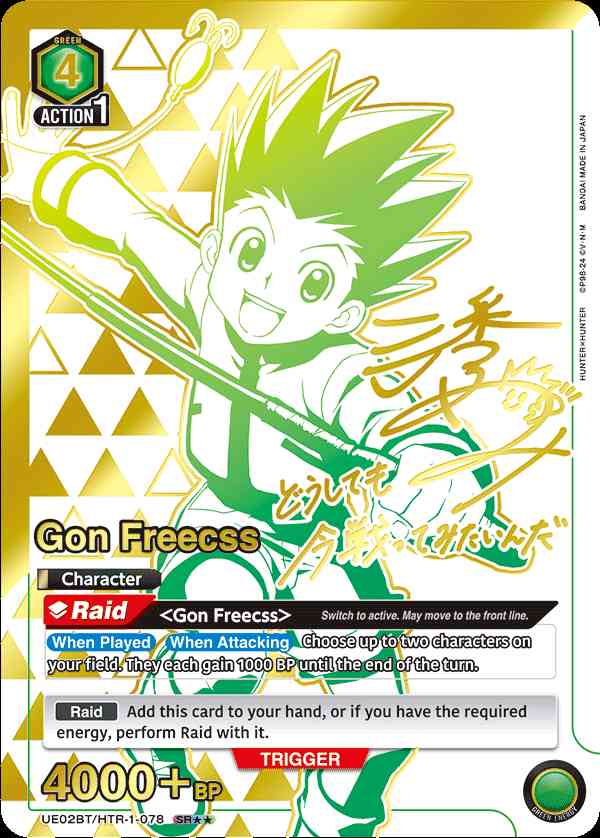 GREEN
4
ACTION 1
©P98-24 ©V・N・M BANDAI MADE IN JAPAN
HUNTER×HUNTER
どうしても
今戦ってみたいんだ
Gon Freecss
Character
Raid <Gon Freecss> Switch to active. May move to the front line.
When Played When Attacking Choose up to two characters on
your field. They each gain 1000 BP until the end of the turn.
Raid Add this card to your hand, or if you have the required
energy, perform Raid with it.
TRIGGER
4000+BP
UE02BT/HTR-1-078 SR★★
GREEN ENERGY